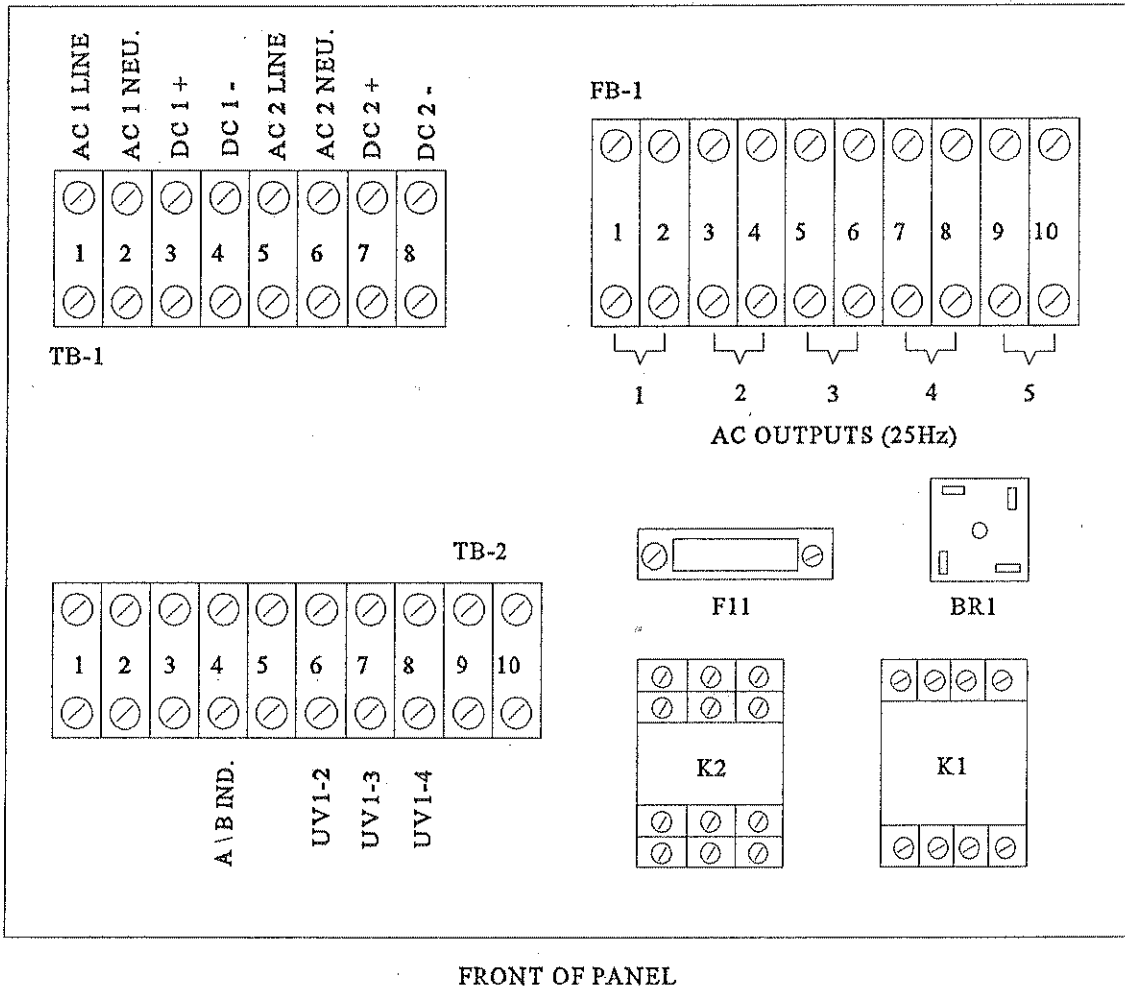 AC 1 LINE
AC 1 NEU.
DC 1 +
DC 1 -
AC 2 LINE
AC 2 NEU.
DC 2 +
DC 2 -
1 2 3 4 5 6 7 8
TB-1
FB-1
1 2 3 4 5 6 7 8 9 10
1 2 3 4 5
AC OUTPUTS (25Hz)
TB-2
1 2 3 4 5 6 7 8 9 10
A \ B IND.
UV1-2
UV1-3
UV1-4
F11
BR1
K2
K1
FRONT OF PANEL